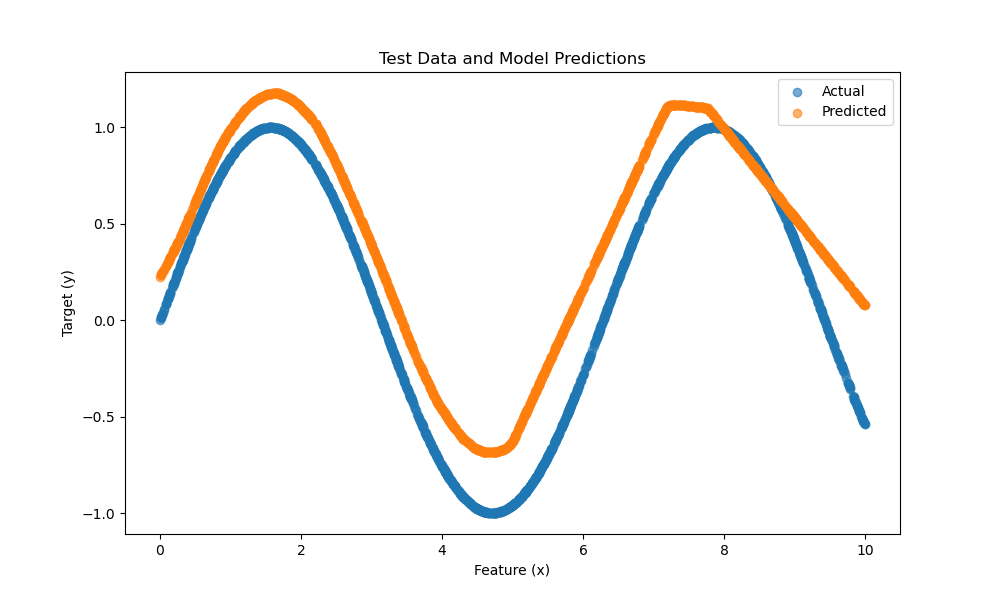 Test Data and Model Predictions
Actual
Predicted
1.0
0.5
0.0
−0.5
−1.0
Target (y)
0 2 4 6 8 10
Feature (x)